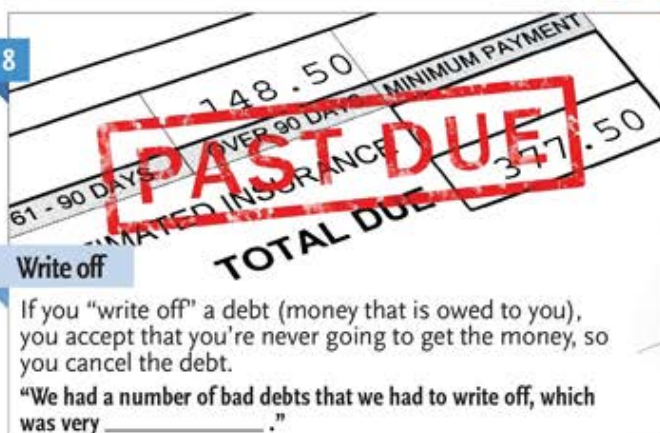 8
148.50
MINIMUM PAYMENT
OVER 90 DAYS
61 - 90 DAYS
PAST DUE
INSURANCE
377.50
TOTAL DUE
Write off
If you “write off” a debt (money that is owed to you),
you accept that you’re never going to get the money, so
you cancel the debt.
“We had a number of bad debts that we had to write off, which
was very ____________ .”